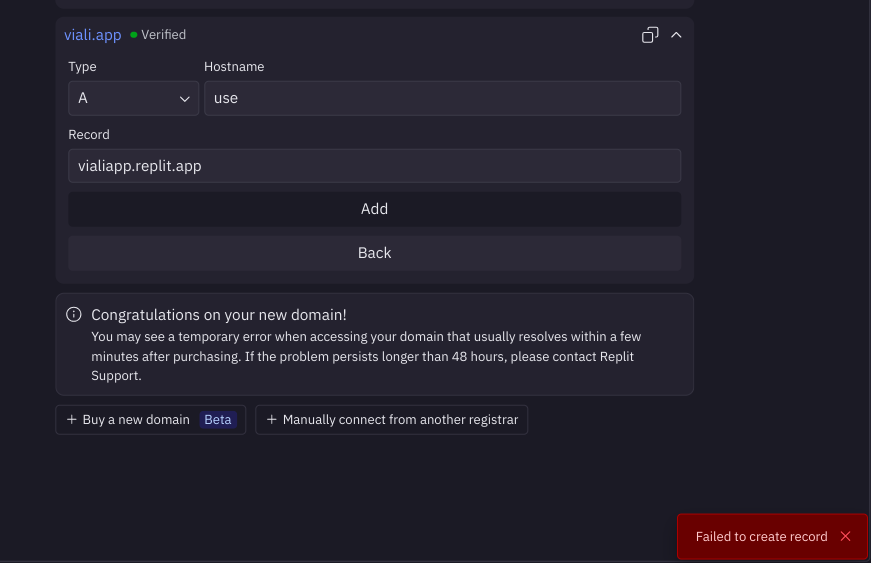 viali.app Verified
Type Hostname
A use
Record
vialiapp.replit.app
Add
Back
Congratulations on your new domain!
You may see a temporary error when accessing your domain that usually resolves within a few
minutes after purchasing. If the problem persists longer than 48 hours, please contact Replit
Support.
+ Buy a new domain Beta + Manually connect from another registrar
Failed to create record